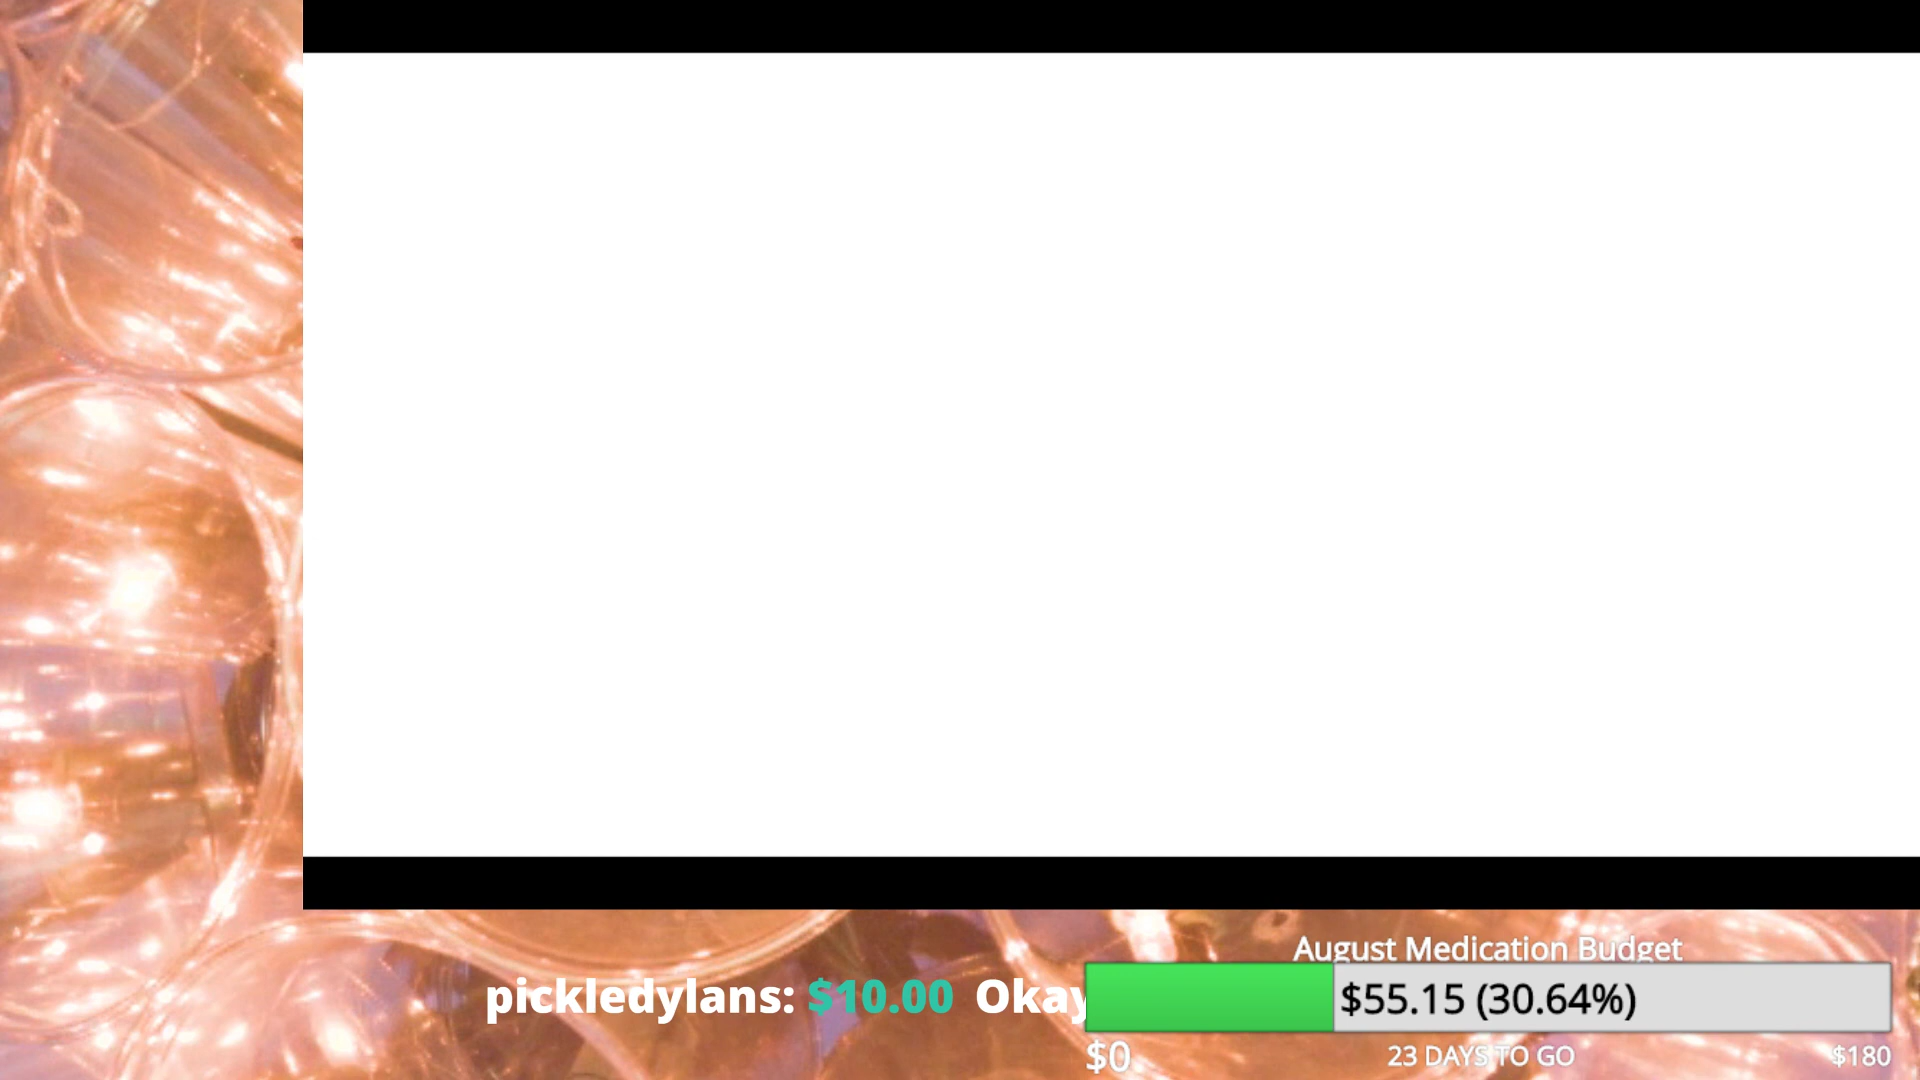 August Medication Budget
pickledylans: $10.00 Okay
$55.15 (30.64%)
$0 23 DAYS TO GO $180